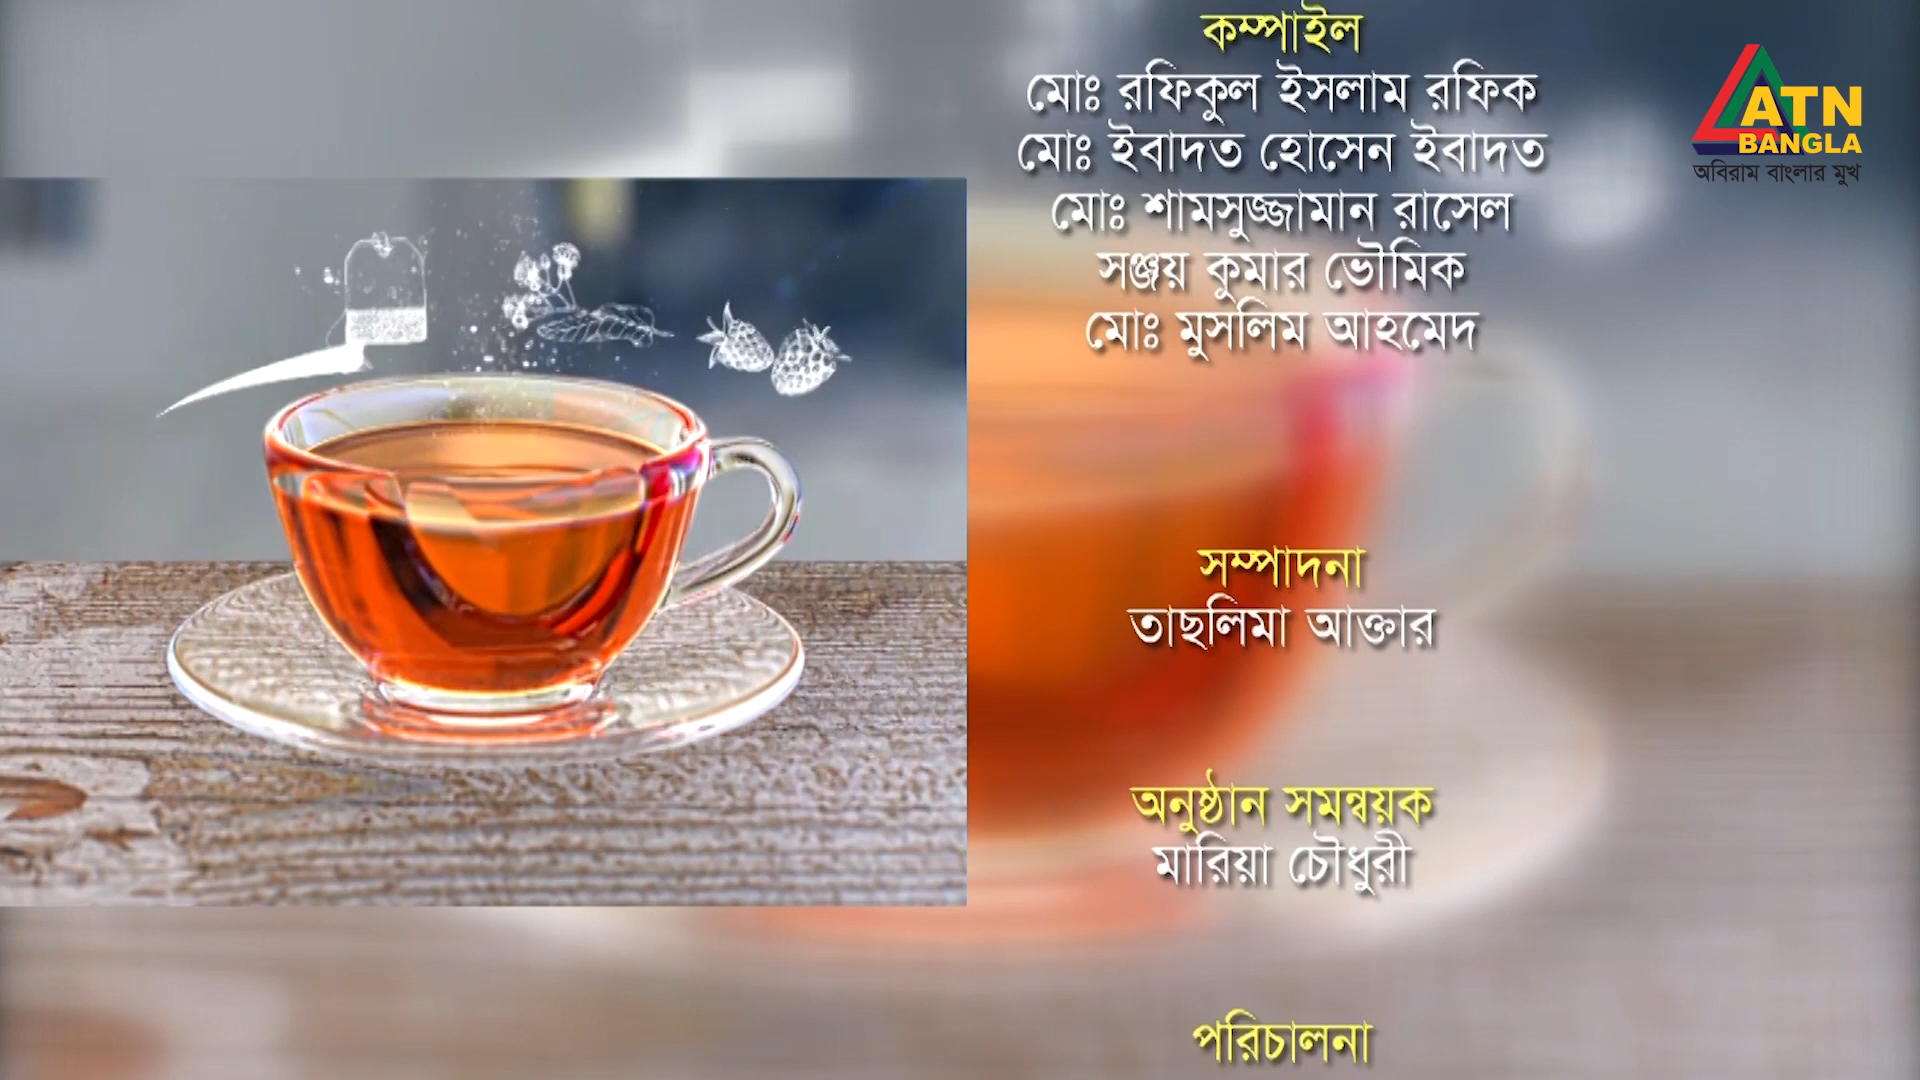 কম্পাইল
মোঃ রফিকুল ইসলাম রফিক
মোঃ ইবাদত হোসেন ইবাদত
মোঃ শামসুজ্জামান রাসেল
সঞ্জয় কুমার ভৌমিক
মোঃ মুসলিম আহমেদ
সম্পাদনা
তাছলিমা আক্তার
অনুষ্ঠান সমন্বয়ক
মারিয়া চৌধুরী
পরিচালনা
ATN
BANGLA
অবিরাম বাংলার মুখ